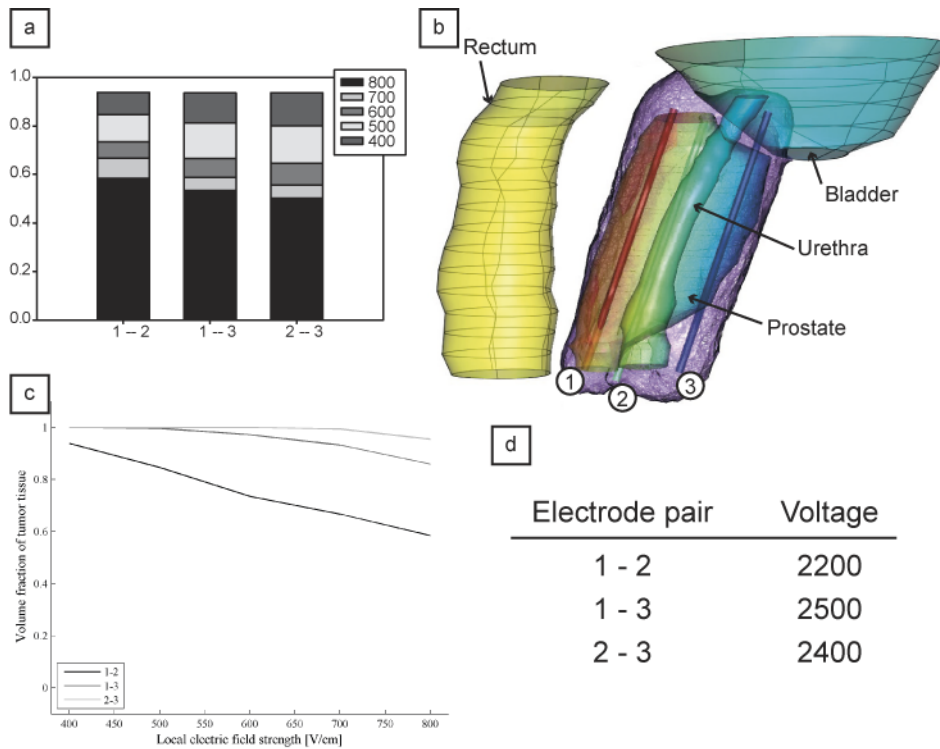 a
1.0
0.8
0.6
0.4
0.2
0.0
800
700
600
500
400
1 -- 2
1 -- 3
2 -- 3
b
Rectum
Bladder
Urethra
Prostate
1
2
3
c
Volume fraction of tumor tissue
1
0.8
0.6
0.4
0.2
0
1-2
1-3
2-3
400 450 500 550 600 650 700 750 800
Local electric field strength [V/cm]
d
Electrode pair Voltage
1 - 2 2200
1 - 3 2500
2 - 3 2400